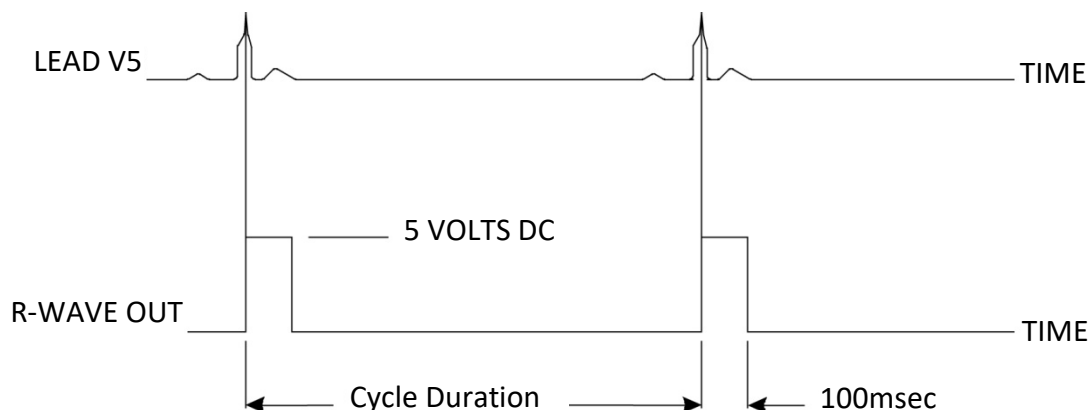 LEAD V5
TIME
5 VOLTS DC
R-WAVE OUT
TIME
Cycle Duration
100msec